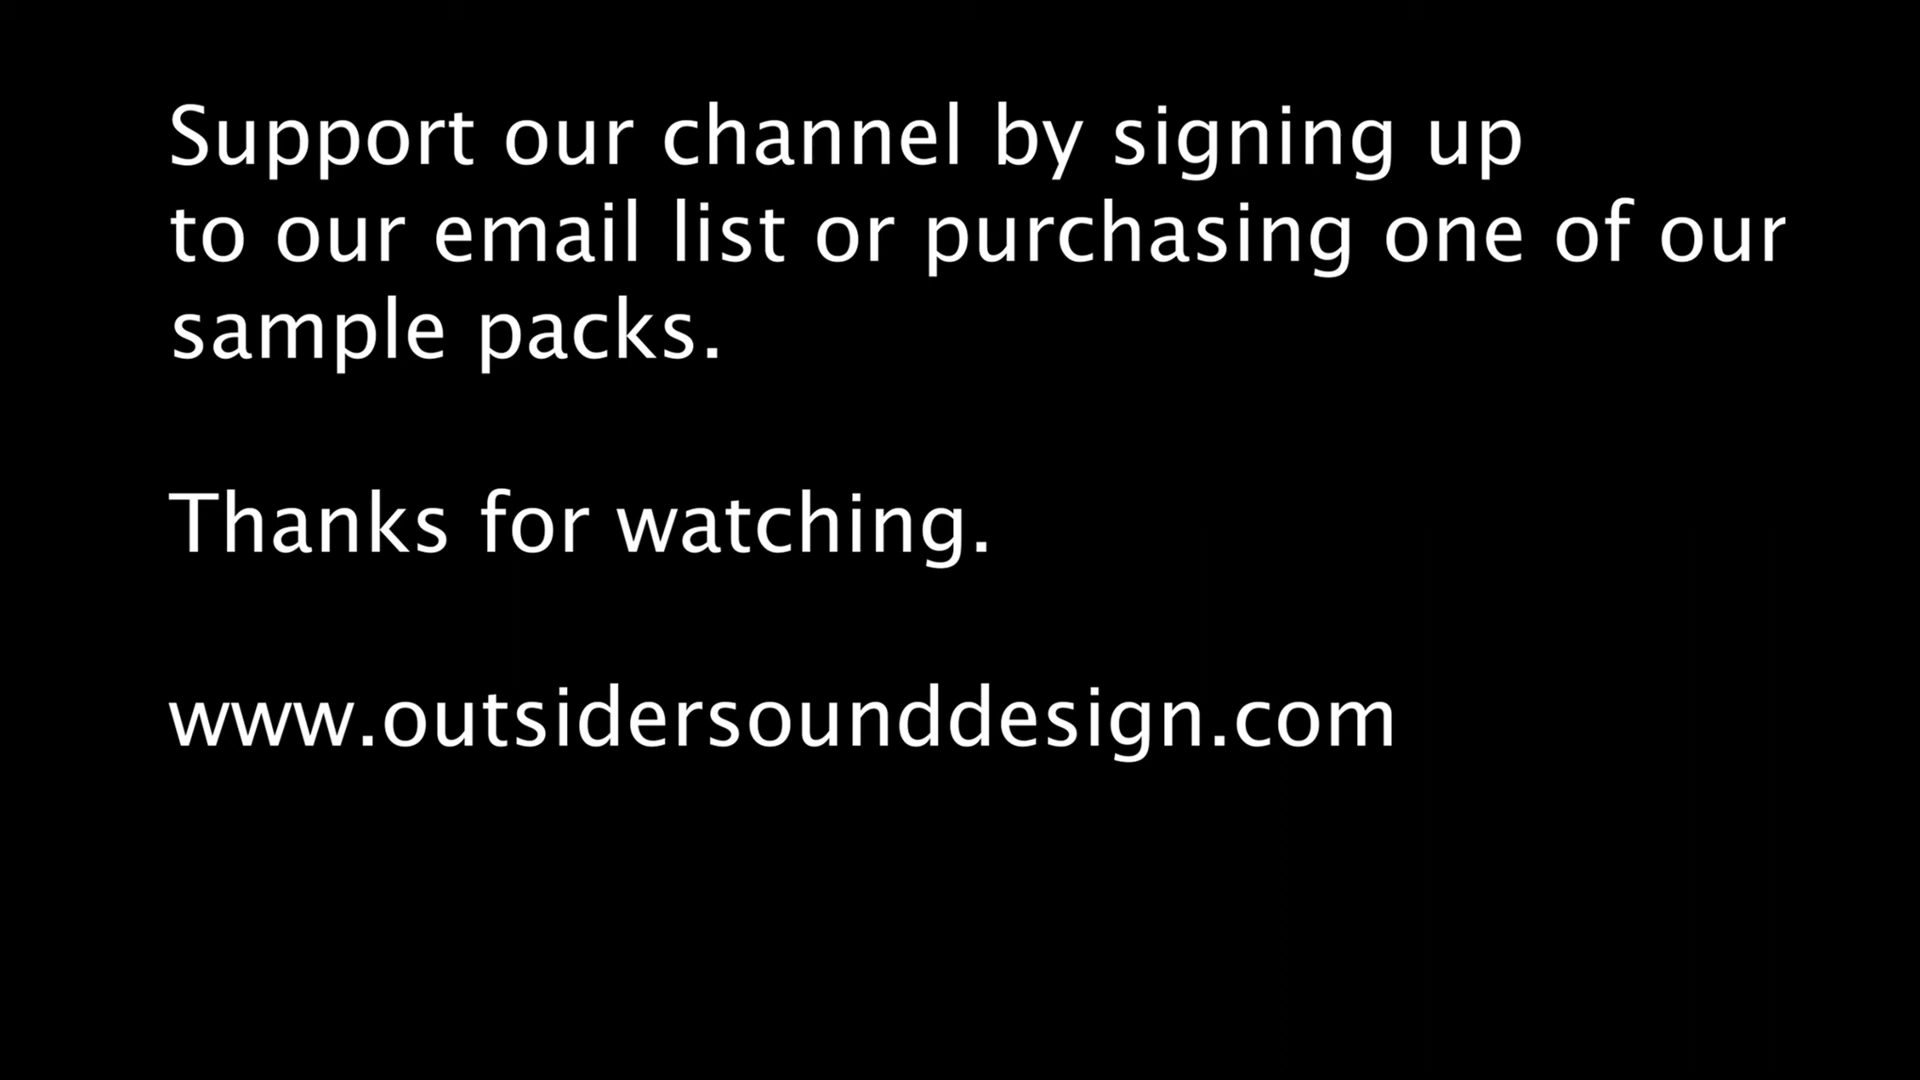 Support our channel by signing up
to our email list or purchasing one of our
sample packs.
Thanks for watching.
www.outsidersounddesign.com